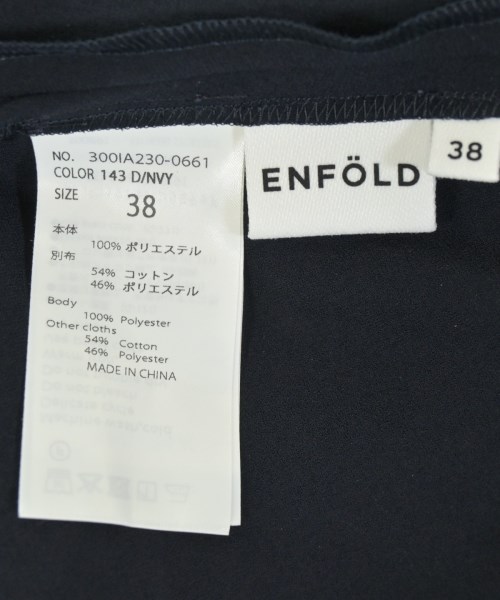 NO. 300IA230-0661
COLOR 143 D/NVY
SIZE 38
本体
100% ポリエステル
別布
54% コットン
46% ポリエステル
Body
100% Polyester
Other cloths
54% Cotton
46% Polyester
MADE IN CHINA
ENFÖLD
38